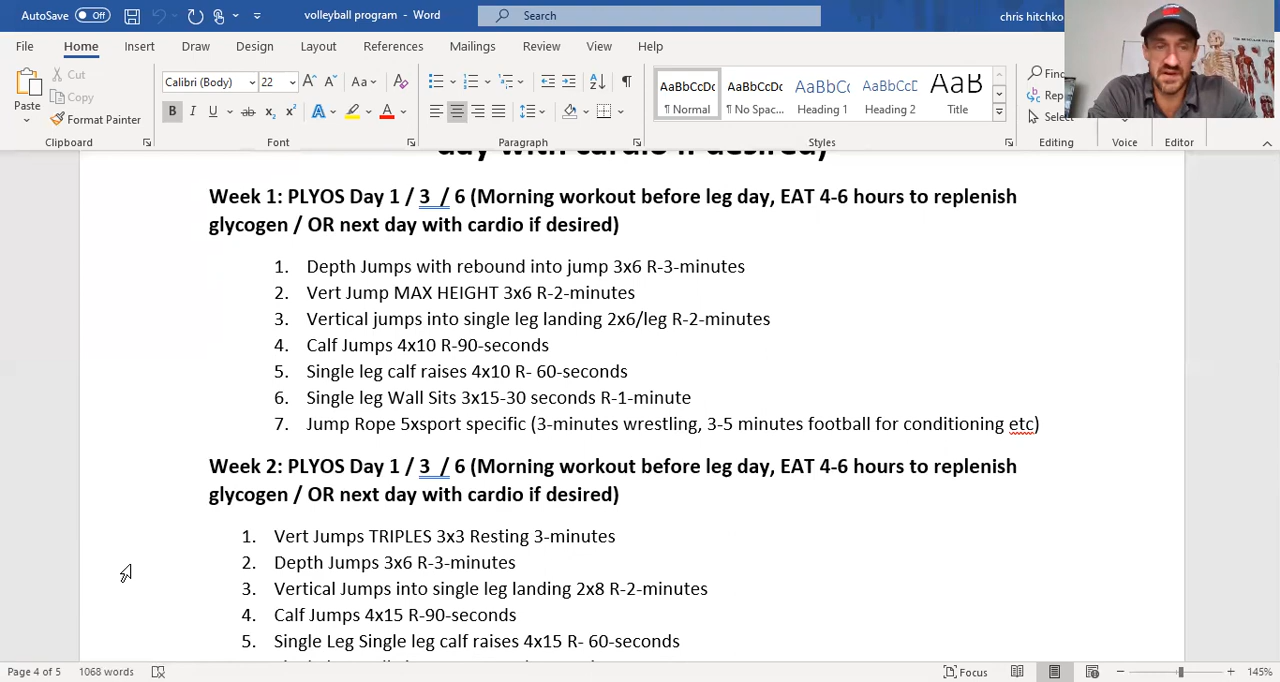 AutoSave Off volleyball program - Word Search chris hitchko
File Home Insert Draw Design Layout References Mailings Review View Help
Cut
Copy
Paste
Format Painter
Clipboard
Calibri (Body) 22
Font
Paragraph
AaBbCcDc AaBbCcDc AaBbCc AaBbCcD AaB
¶ Normal ¶ No Spac... Heading 1 Heading 2 Title
Styles
Editing
Voice
Editor
day with cardio if desired)
Week 1: PLYOS Day 1 / 3 / 6 (Morning workout before leg day, EAT 4-6 hours to replenish
glycogen / OR next day with cardio if desired)
1. Depth Jumps with rebound into jump 3x6 R-3-minutes
2. Vert Jump MAX HEIGHT 3x6 R-2-minutes
3. Vertical jumps into single leg landing 2x6/leg R-2-minutes
4. Calf Jumps 4x10 R-90-seconds
5. Single leg calf raises 4x10 R- 60-seconds
6. Single leg Wall Sits 3x15-30 seconds R-1-minute
7. Jump Rope 5xsport specific (3-minutes wrestling, 3-5 minutes football for conditioning etc)
Week 2: PLYOS Day 1 / 3 / 6 (Morning workout before leg day, EAT 4-6 hours to replenish
glycogen / OR next day with cardio if desired)
1. Vert Jumps TRIPLES 3x3 Resting 3-minutes
2. Depth Jumps 3x6 R-3-minutes
3. Vertical Jumps into single leg landing 2x8 R-2-minutes
4. Calf Jumps 4x15 R-90-seconds
5. Single Leg Single leg calf raises 4x15 R- 60-seconds
Page 4 of 5 1068 words Focus 145%